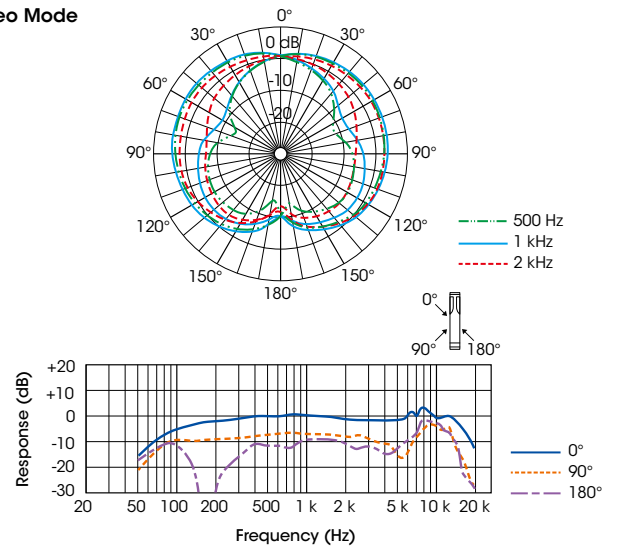 eo Mode
0°
30° 30°
0 dB
60° -10 60°
-20
90° 90°
120° 120°
150° 150°
180°
500 Hz
1 kHz
2 kHz
0°
90° 180°
Response (dB)
+20
+10
0
-10
-20
-30
20 50 100 200 500 1 k 2 k 5 k 10 k 20 k
Frequency (Hz)
0°
90°
180°